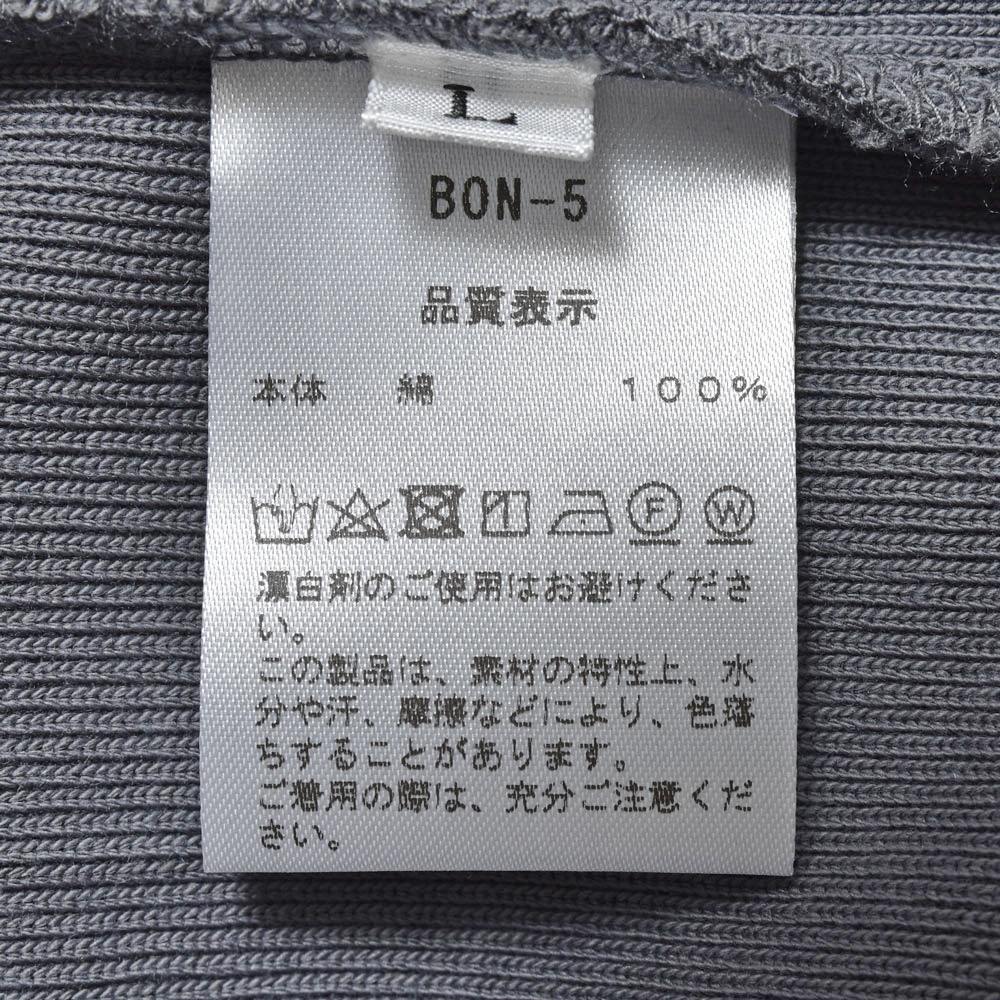 L
BON-5
品質表示
本体 綿 100%
F W
漂白剤のご使用はお避けくださ
い。
この製品は、素材の特性上、水
分や汗、摩擦などにより、色落
ちすることがあります。
ご着用の際は、充分ご注意くだ
さい。